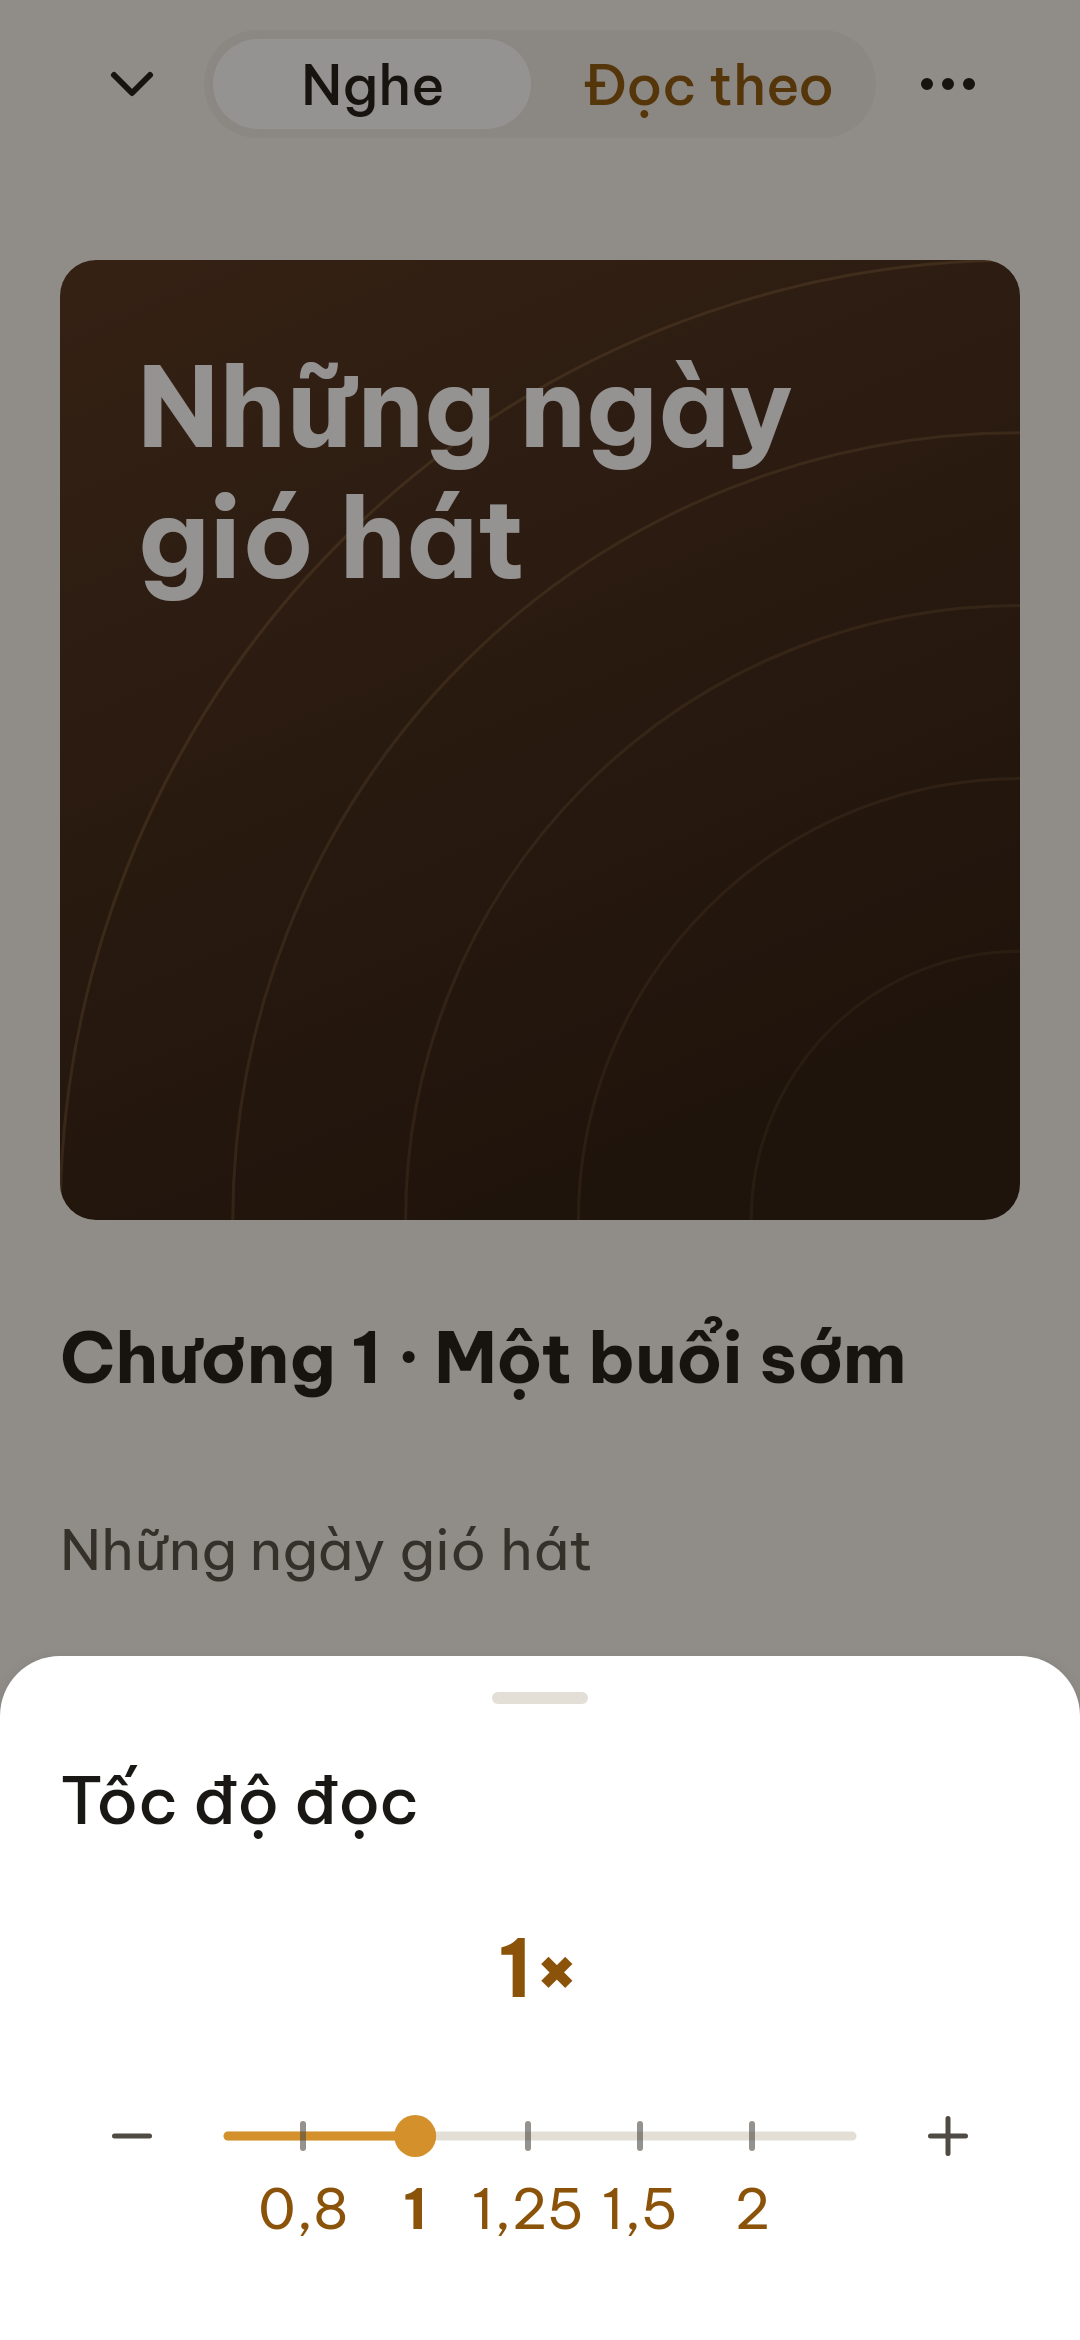 Nghe
Đọc theo
Những ngày
gió hát
Chương 1 · Một buổi sớm
Những ngày gió hát
Tốc độ đọc
1×
0,8 1 1,25 1,5 2